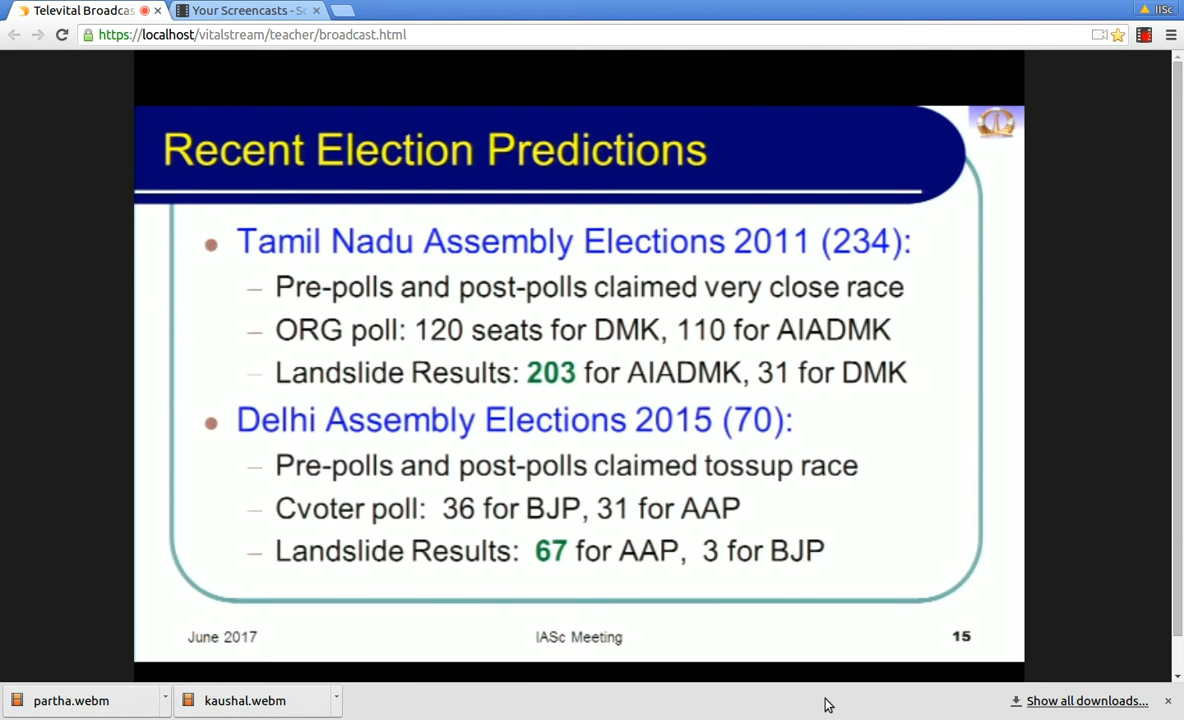 Televital Broadcas
Your Screencasts - Sc
IISc
https://localhost/vitalstream/teacher/broadcast.html
Recent Election Predictions
Tamil Nadu Assembly Elections 2011 (234):
– Pre-polls and post-polls claimed very close race
– ORG poll: 120 seats for DMK, 110 for AIADMK
– Landslide Results: 203 for AIADMK, 31 for DMK
Delhi Assembly Elections 2015 (70):
– Pre-polls and post-polls claimed tossup race
– Cvoter poll: 36 for BJP, 31 for AAP
– Landslide Results: 67 for AAP, 3 for BJP
June 2017 IASc Meeting 15
partha.webm kaushal.webm Show all downloads...